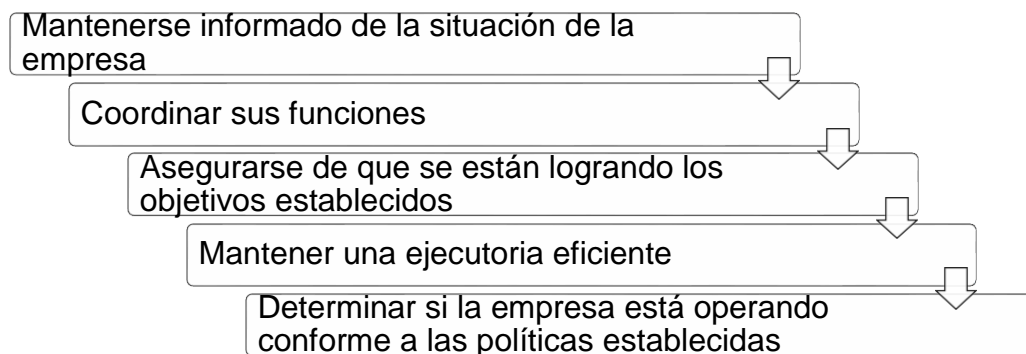 Mantenerse informado de la situación de la
empresa
Coordinar sus funciones
Asegurarse de que se están logrando los
objetivos establecidos
Mantener una ejecutoria eficiente
Determinar si la empresa está operando
conforme a las políticas establecidas